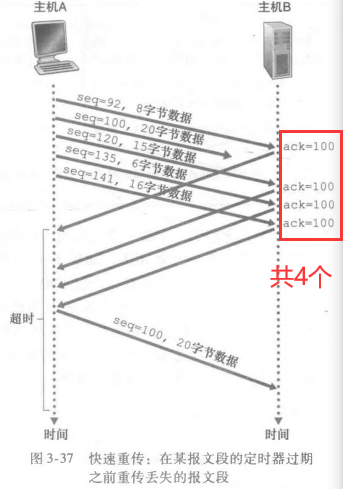 主机A
主机B
seq=92, 8字节数据
seq=100, 20字节数据
seq=120, 15字节数据
seq=135, 6字节数据
seq=141, 16字节数据
ack=100
ack=100
ack=100
ack=100
共4个
超时
seq=100, 20字节数据
时间
时间
图 3-37 快速重传：在某报文段的定时器过期
之前重传丢失的报文段